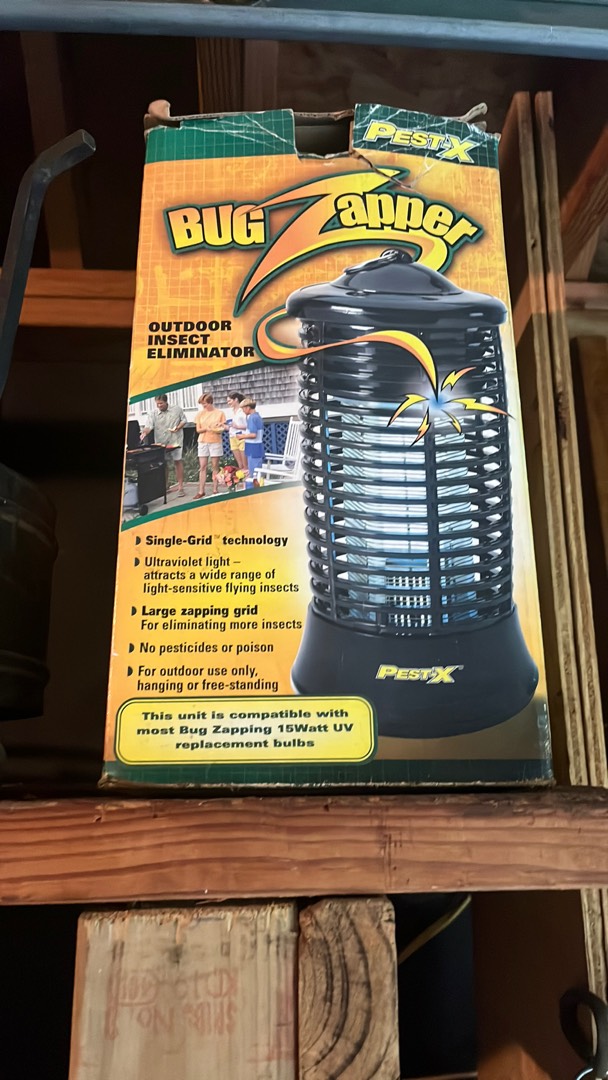 PEST-X
BUG Zapper
OUTDOOR
INSECT
ELIMINATOR
Single-Grid™ technology
Ultraviolet light –
attracts a wide range of
light-sensitive flying insects
Large zapping grid
For eliminating more insects
No pesticides or poison
For outdoor use only,
hanging or free-standing
PEST-X™
This unit is compatible with
most Bug Zapping 15Watt UV
replacement bulbs